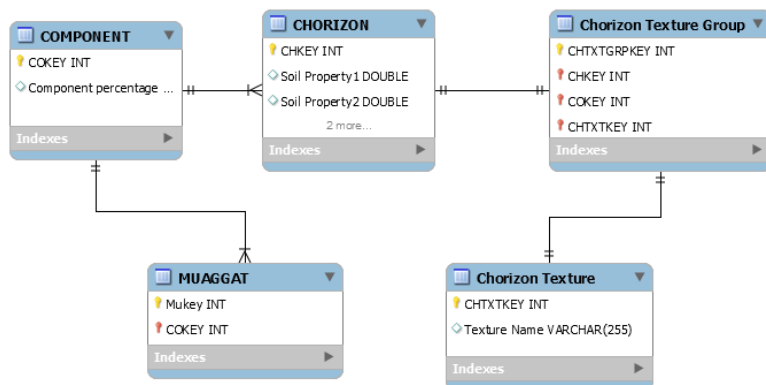 COMPONENT
COKEY INT
Component percentage ...
Indexes
CHORIZON
CHKEY INT
Soil Property1 DOUBLE
Soil Property2 DOUBLE
2 more...
Indexes
Chorizon Texture Group
CHTXTGRPKEY INT
CHKEY INT
COKEY INT
CHTXTKEY INT
Indexes
MUAGGAT
Mukey INT
COKEY INT
Indexes
Chorizon Texture
CHTXTKEY INT
Texture Name VARCHAR(255)
Indexes